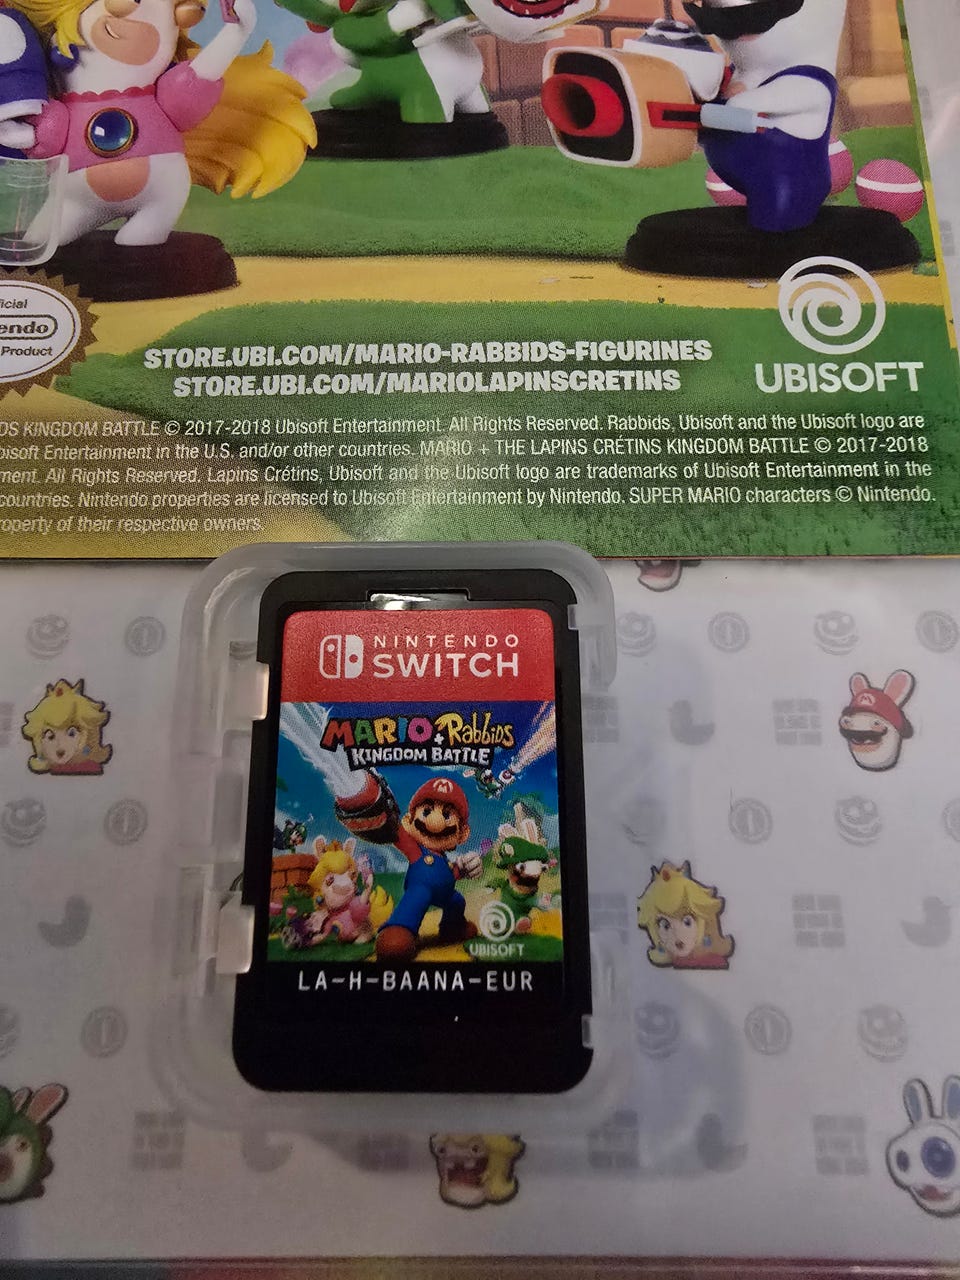 Product
STORE.UBI.COM/MARIO-RABBIDS-FIGURINES
STORE.UBI.COM/MARIOLAPINSCRETINS
UBISOFT
KINGDOM BATTLE © 2017-2018 Ubisoft Entertainment. All Rights Reserved. Rabbids, Ubisoft and the Ubisoft logo are
Entertainment in the U.S. and/or other countries. MARIO + THE LAPINS CRÉTINS KINGDOM BATTLE © 2017-2018
All Rights Reserved. Lapins Crétins, Ubisoft and the Ubisoft logo are trademarks of Ubisoft Entertainment in the
countries. Nintendo properties are licensed to Ubisoft Entertainment by Nintendo. SUPER MARIO characters © Nintendo.
of their respective owners.
NINTENDO
SWITCH
MARIO + Rabbids
KINGDOM BATTLE
UBISOFT
LA-H-BAANA-EUR